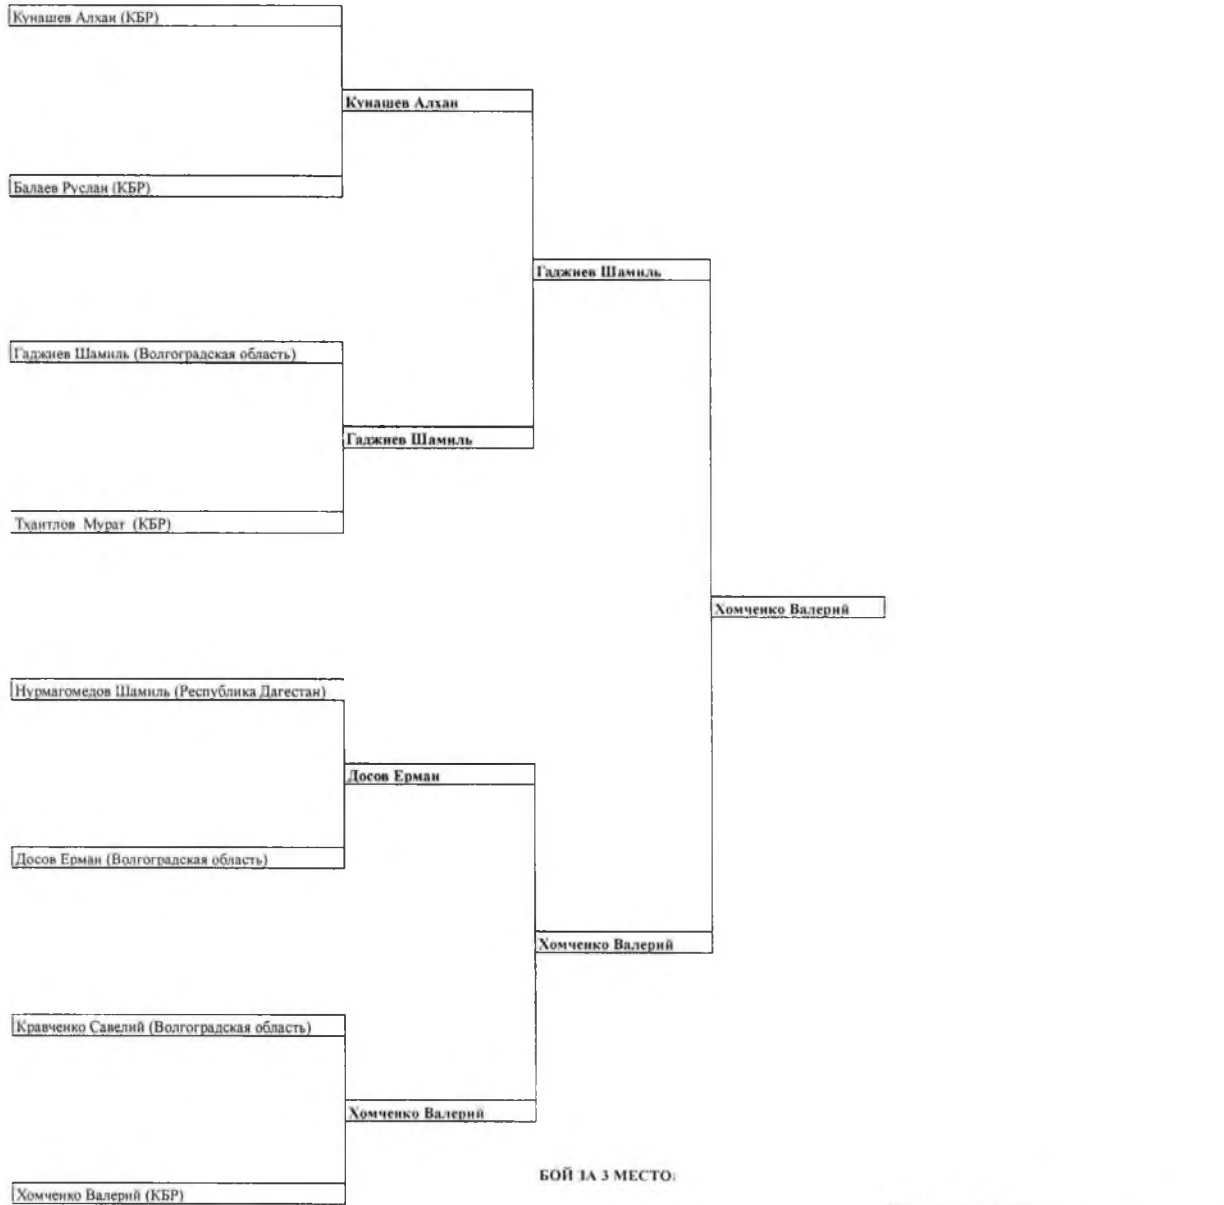 Кунашев Алхан (КБР)
Кунашев Алхан
Балаев Руслан (КБР)
Гаджиев Шамиль
Гаджиев Шамиль (Волгоградская область)
Гаджиев Шамиль
Тхантлов Мурат (КБР)
Хомченко Валерий
Нурмагомедов Шамиль (Республика Дагестан)
Досов Ерман
Досов Ерман (Волгоградская область)
Хомченко Валерий
Кравченко Савелий (Волгоградская область)
Хомченко Валерий
БОЙ ЗА 3 МЕСТО:
Хомченко Валерий (КБР)